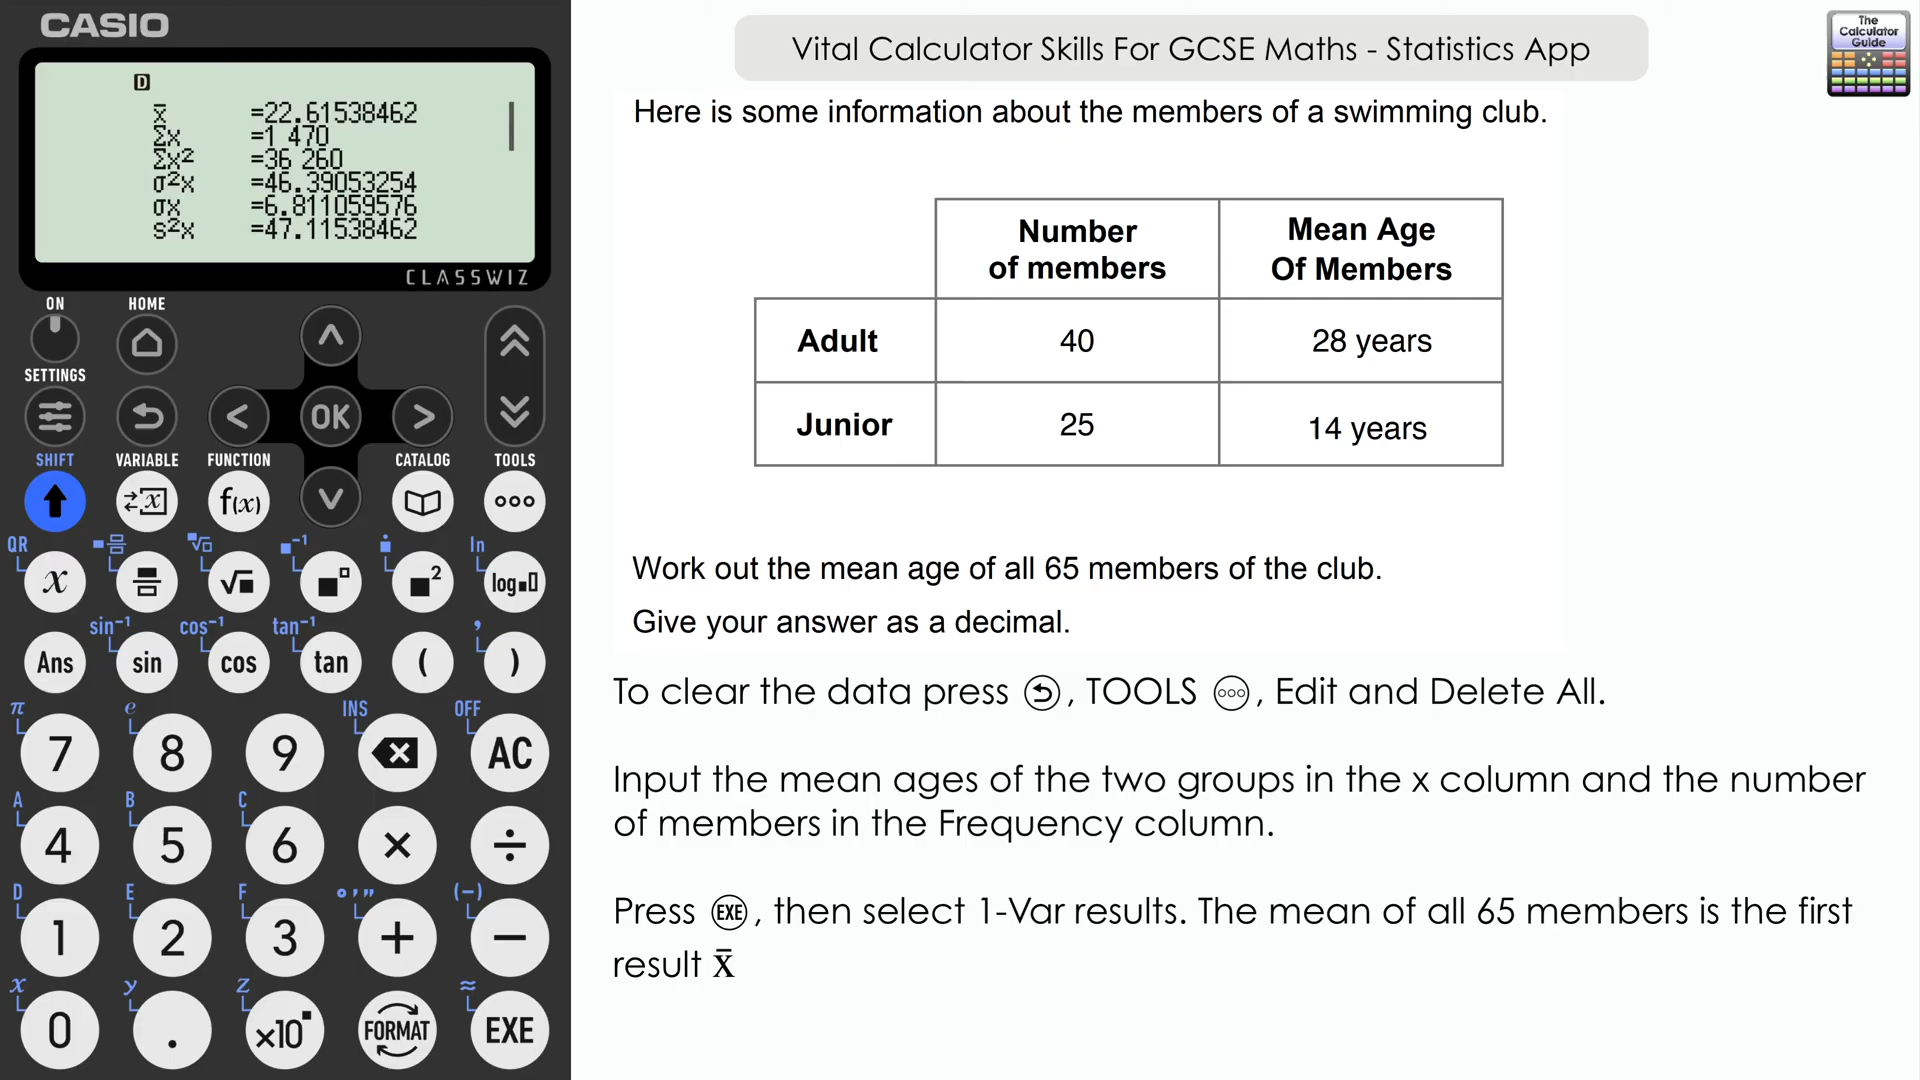 CASIO
D
x̄ =22.61538462
Σx =1 470
Σx² =36 260
σ²x =46.39053254
σx =6.811059576
s²x =47.11538462
CLASSWIZ
ON HOME
SETTINGS
OK
SHIFT VARIABLE FUNCTION CATALOG TOOLS
x f(x)
QR √ -1 ln
x √■ ■ ■2 log■
sin-1 cos-1 tan-1 ,
Ans sin cos tan ( )
π e INS OFF
7 8 9 AC
A B C
4 5 6 × ÷
D E F ° ' " (−)
1 2 3 + −
x y z ≈
0 . ×10■ FORMAT EXE
Vital Calculator Skills For GCSE Maths - Statistics App
The
Calculator
Guide
Here is some information about the members of a swimming club.
Number Mean Age
of members Of Members
Adult 40 28 years
Junior 25 14 years
Work out the mean age of all 65 members of the club.
Give your answer as a decimal.
To clear the data press , TOOLS , Edit and Delete All.
Input the mean ages of the two groups in the x column and the number
of members in the Frequency column.
Press EXE, then select 1-Var results. The mean of all 65 members is the first
result x̄